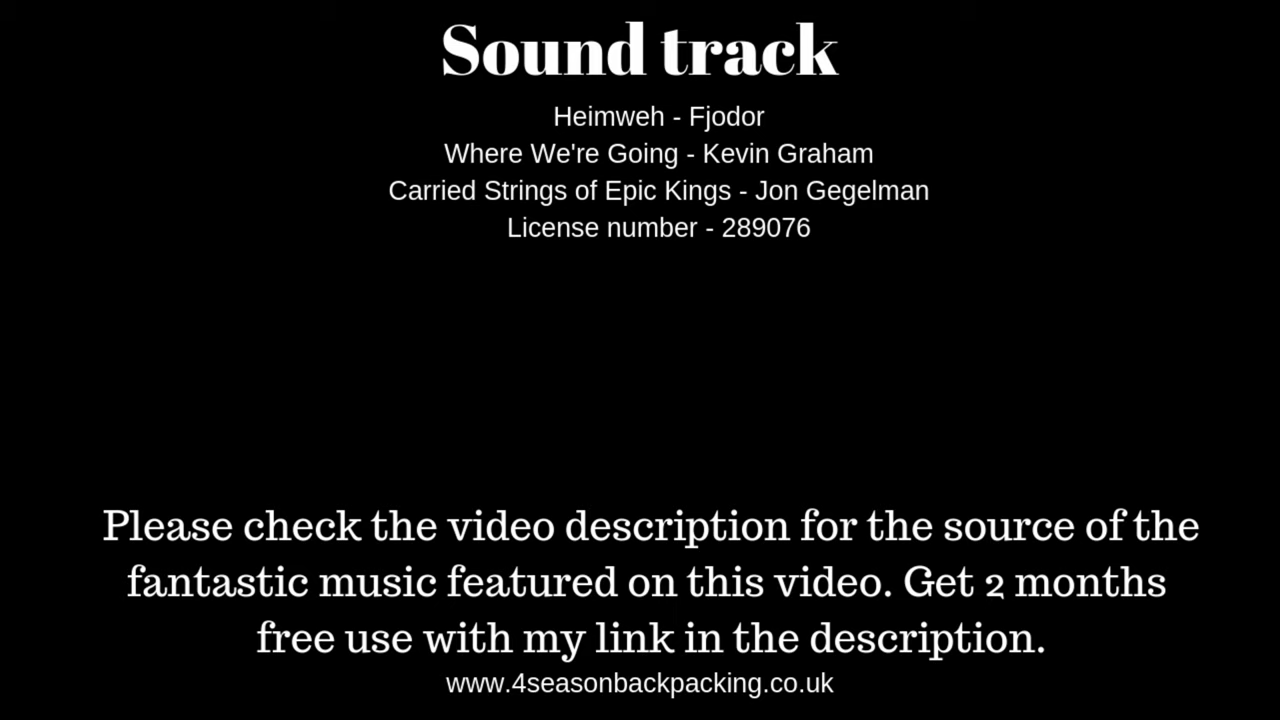 Sound track
Heimweh - Fjodor
Where We're Going - Kevin Graham
Carried Strings of Epic Kings - Jon Gegelman
License number - 289076
Please check the video description for the source of the
fantastic music featured on this video. Get 2 months
free use with my link in the description.
www.4seasonbackpacking.co.uk